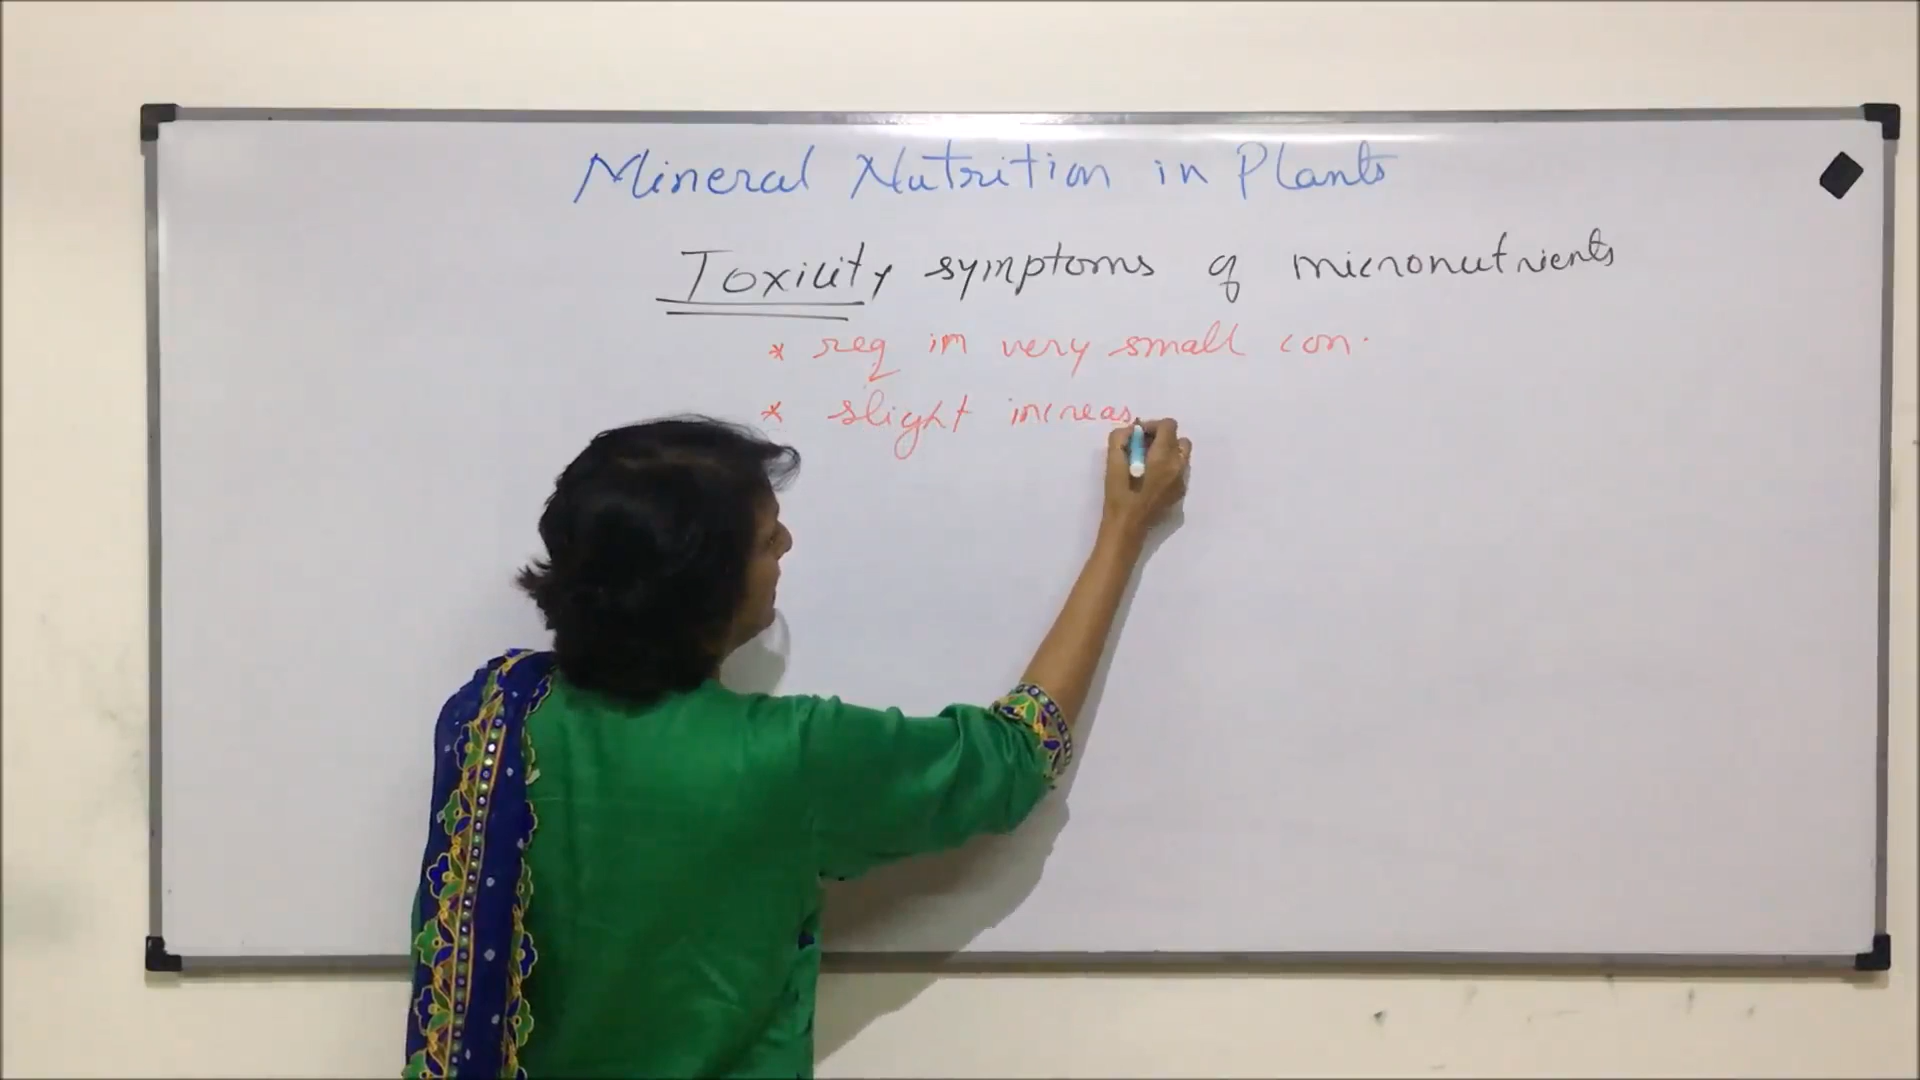 Mineral Nutrition in Plants
Toxicity symptoms of micronutrients
* req in very small con.
* slight increas